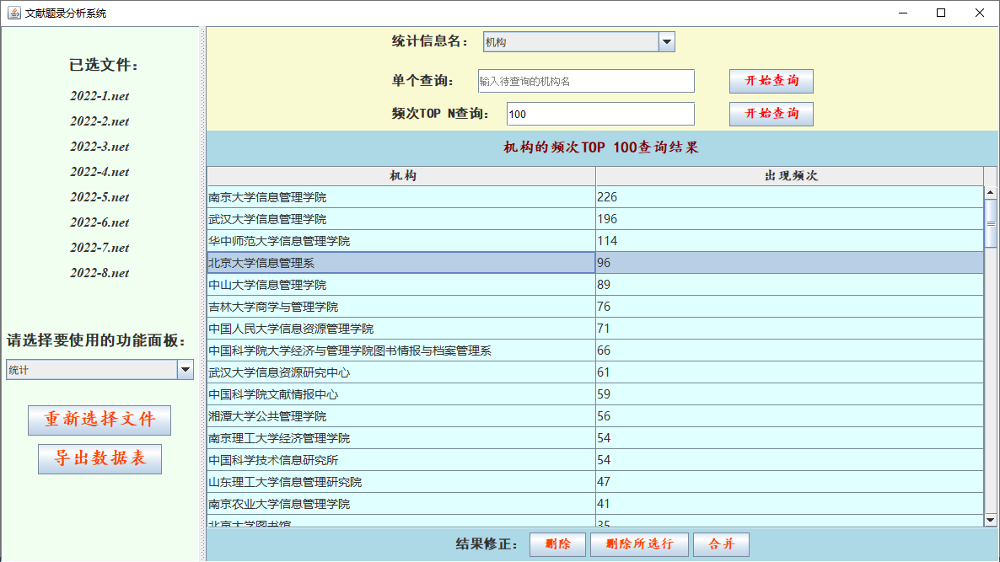 文献题录分析系统
已选文件：
2022-1.net
2022-2.net
2022-3.net
2022-4.net
2022-5.net
2022-6.net
2022-7.net
2022-8.net
请选择要使用的功能面板：
统计
重新选择文件
导出数据表
统计信息名： 机构
单个查询： 输入待查询的机构名 开始查询
频次TOP N查询： 100 开始查询
机构的频次TOP 100查询结果
机构 出现频次
南京大学信息管理学院 226
武汉大学信息管理学院 196
华中师范大学信息管理学院 114
北京大学信息管理系 96
中山大学信息管理学院 89
吉林大学商学与管理学院 76
中国人民大学信息资源管理学院 71
中国科学院大学经济与管理学院图书情报与档案管理系 66
武汉大学信息资源研究中心 61
中国科学院文献情报中心 59
湘潭大学公共管理学院 56
南京理工大学经济管理学院 54
中国科学技术信息研究所 54
山东理工大学信息管理研究院 47
南京农业大学信息管理学院 41
北京大学图书馆 35
结果修正： 删除 删除所选行 合并